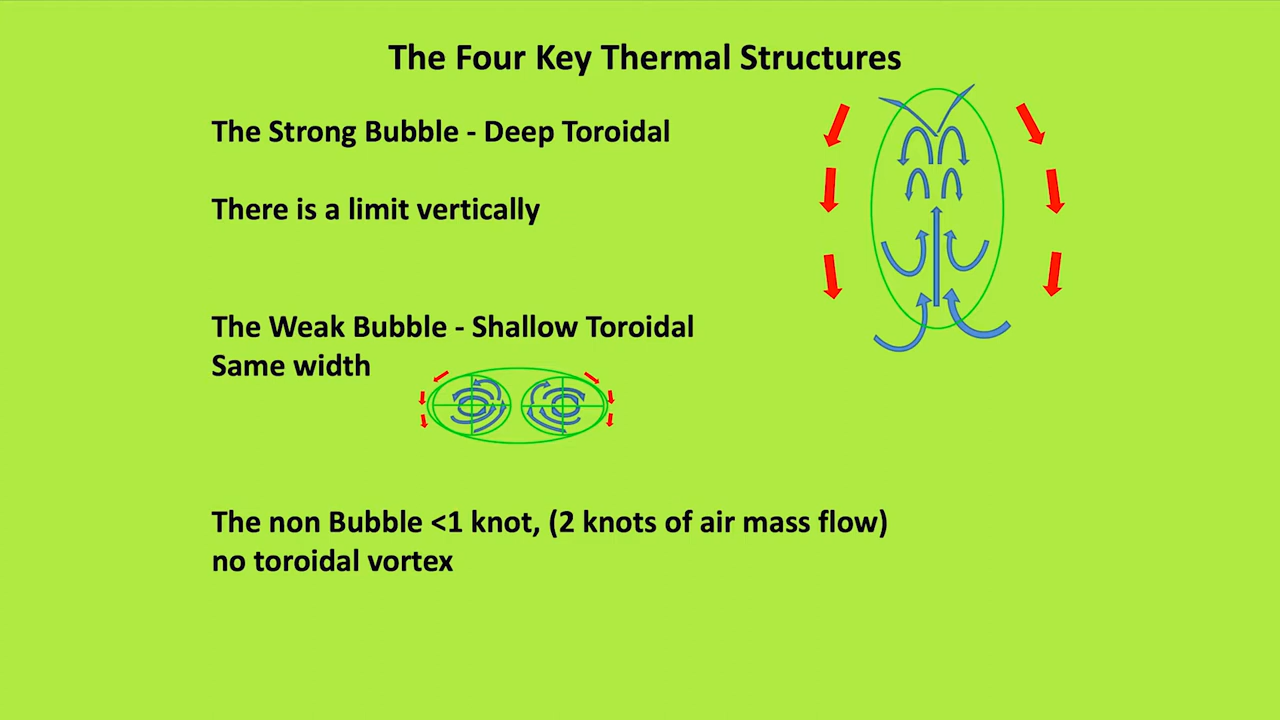 The Four Key Thermal Structures
The Strong Bubble - Deep Toroidal
There is a limit vertically
The Weak Bubble - Shallow Toroidal
Same width
The non Bubble <1 knot, (2 knots of air mass flow)
no toroidal vortex